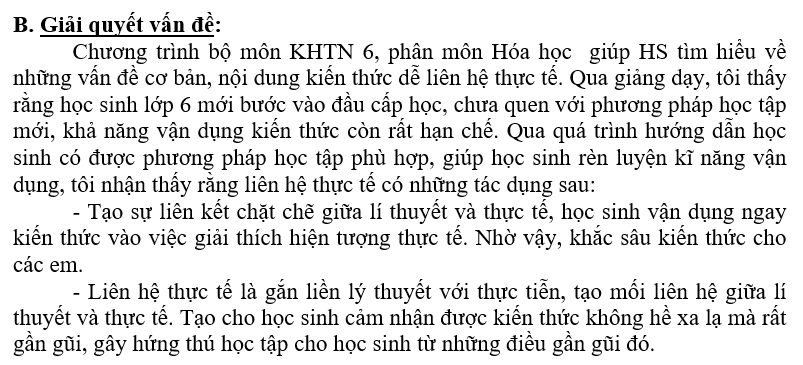 B. Giải quyết vấn đề:
Chương trình bộ môn KHTN 6, phân môn Hóa học giúp HS tìm hiểu về
những vấn đề cơ bản, nội dung kiến thức dễ liên hệ thực tế. Qua giảng dạy, tôi thấy
rằng học sinh lớp 6 mới bước vào đầu cấp học, chưa quen với phương pháp học tập
mới, khả năng vận dụng kiến thức còn rất hạn chế. Qua quá trình hướng dẫn học
sinh có được phương pháp học tập phù hợp, giúp học sinh rèn luyện kĩ năng vận
dụng, tôi nhận thấy rằng liên hệ thực tế có những tác dụng sau:
- Tạo sự liên kết chặt chẽ giữa lí thuyết và thực tế, học sinh vận dụng ngay
kiến thức vào việc giải thích hiện tượng thực tế. Nhờ vậy, khắc sâu kiến thức cho
các em.
- Liên hệ thực tế là gắn liền lý thuyết với thực tiễn, tạo mối liên hệ giữa lí
thuyết và thực tế. Tạo cho học sinh cảm nhận được kiến thức không hề xa lạ mà rất
gần gũi, gây hứng thú học tập cho học sinh từ những điều gần gũi đó.